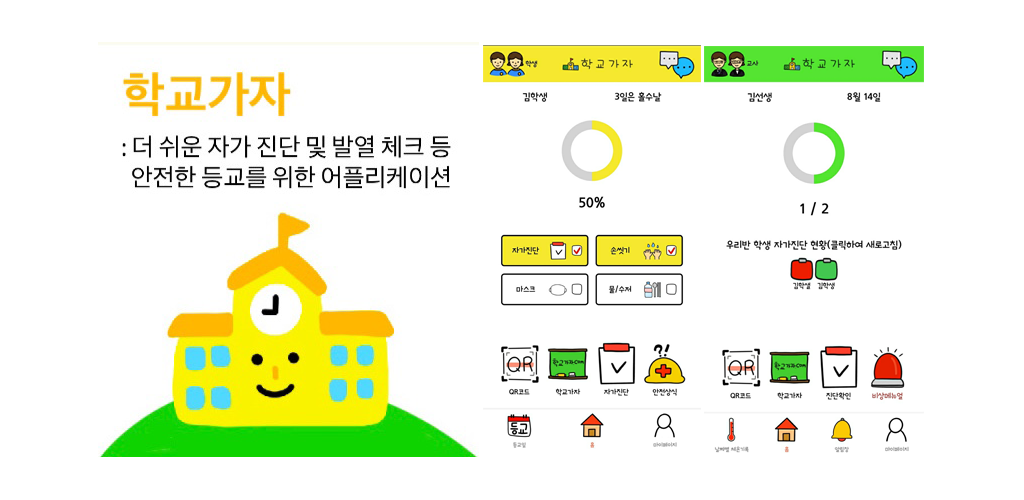 학교가자
: 더 쉬운 자가 진단 및 발열 체크 등
안전한 등교를 위한 어플리케이션
학생
학교가자
김학생
3일은 홀수날
50%
자가진단
손씻기
마스크
물/수저
QR
학교가자.com
?!
QR코드
학교가자
자가진단
안전상식
등교
등교일
홈
마이페이지
교사
학교가자
김선생
8월 14일
1 / 2
우리반 학생 자가진단 현황(클릭하여 새로고침)
김학생
김학생
QR
학교가자.com
QR코드
학교가자
진단확인
비상메뉴얼
날짜별 체온기록
홈
알림장
마이페이지